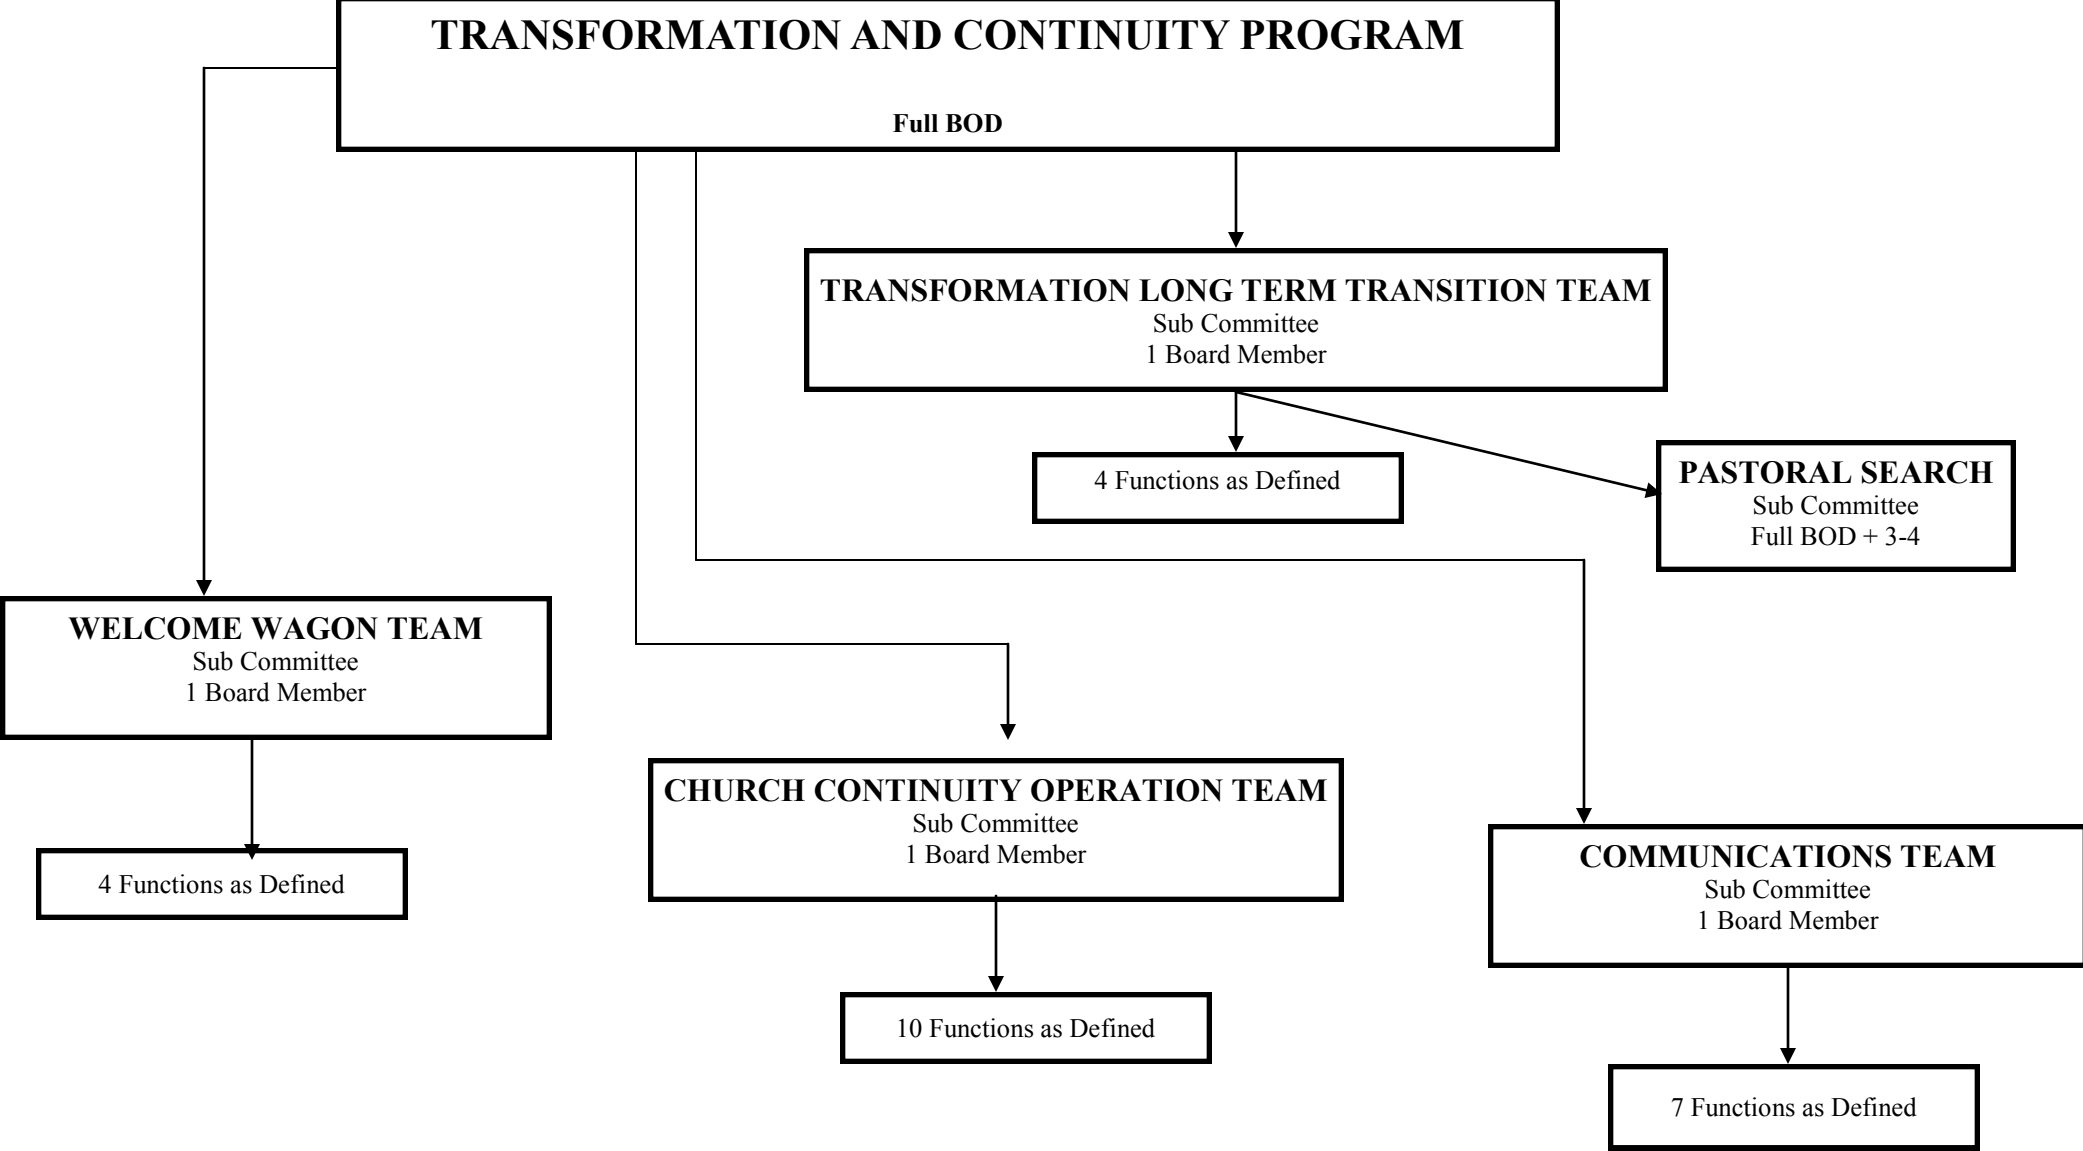 TRANSFORMATION AND CONTINUITY PROGRAM
Full BOD
TRANSFORMATION LONG TERM TRANSITION TEAM
Sub Committee
1 Board Member
4 Functions as Defined
PASTORAL SEARCH
Sub Committee
Full BOD + 3-4
WELCOME WAGON TEAM
Sub Committee
1 Board Member
4 Functions as Defined
CHURCH CONTINUITY OPERATION TEAM
Sub Committee
1 Board Member
10 Functions as Defined
COMMUNICATIONS TEAM
Sub Committee
1 Board Member
7 Functions as Defined